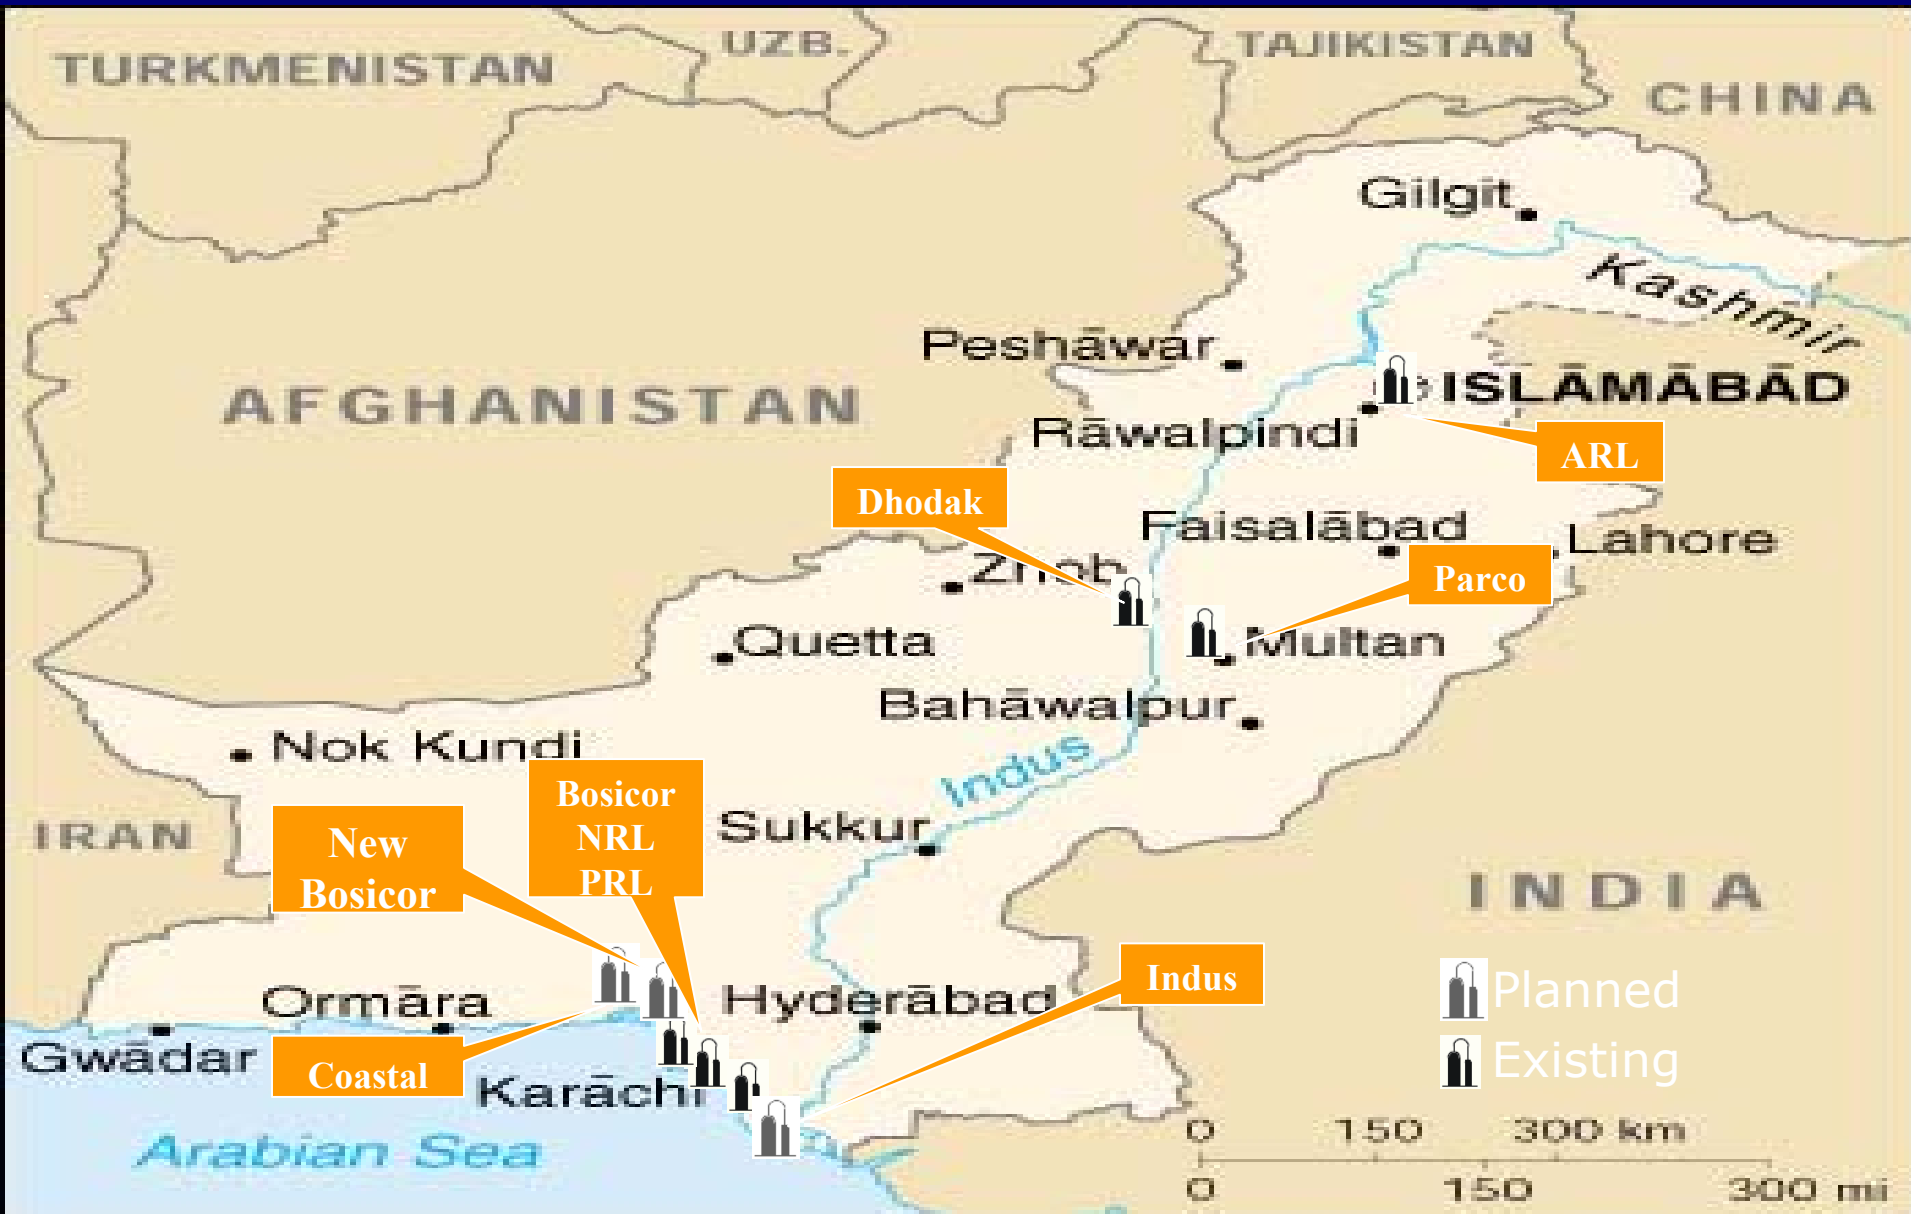 TURKMENISTAN
UZB.
TAJIKISTAN
CHINA
Gilgit
Kashmir
Peshāwar
ISLĀMĀBĀD
AFGHANISTAN
Rāwalpindi
ARL
Dhodak
Faisalābad
Lahore
Zhob
Parco
Quetta
Multan
Bahāwalpur
Nok Kundi
Indus
Bosicor
NRL
PRL
Sukkur
IRAN
New
Bosicor
INDIA
Indus
Planned
Ormāra
Hyderābad
Gwādar
Existing
Coastal
Karāchi
Arabian Sea
0 150 300 km
0 150 300 mi